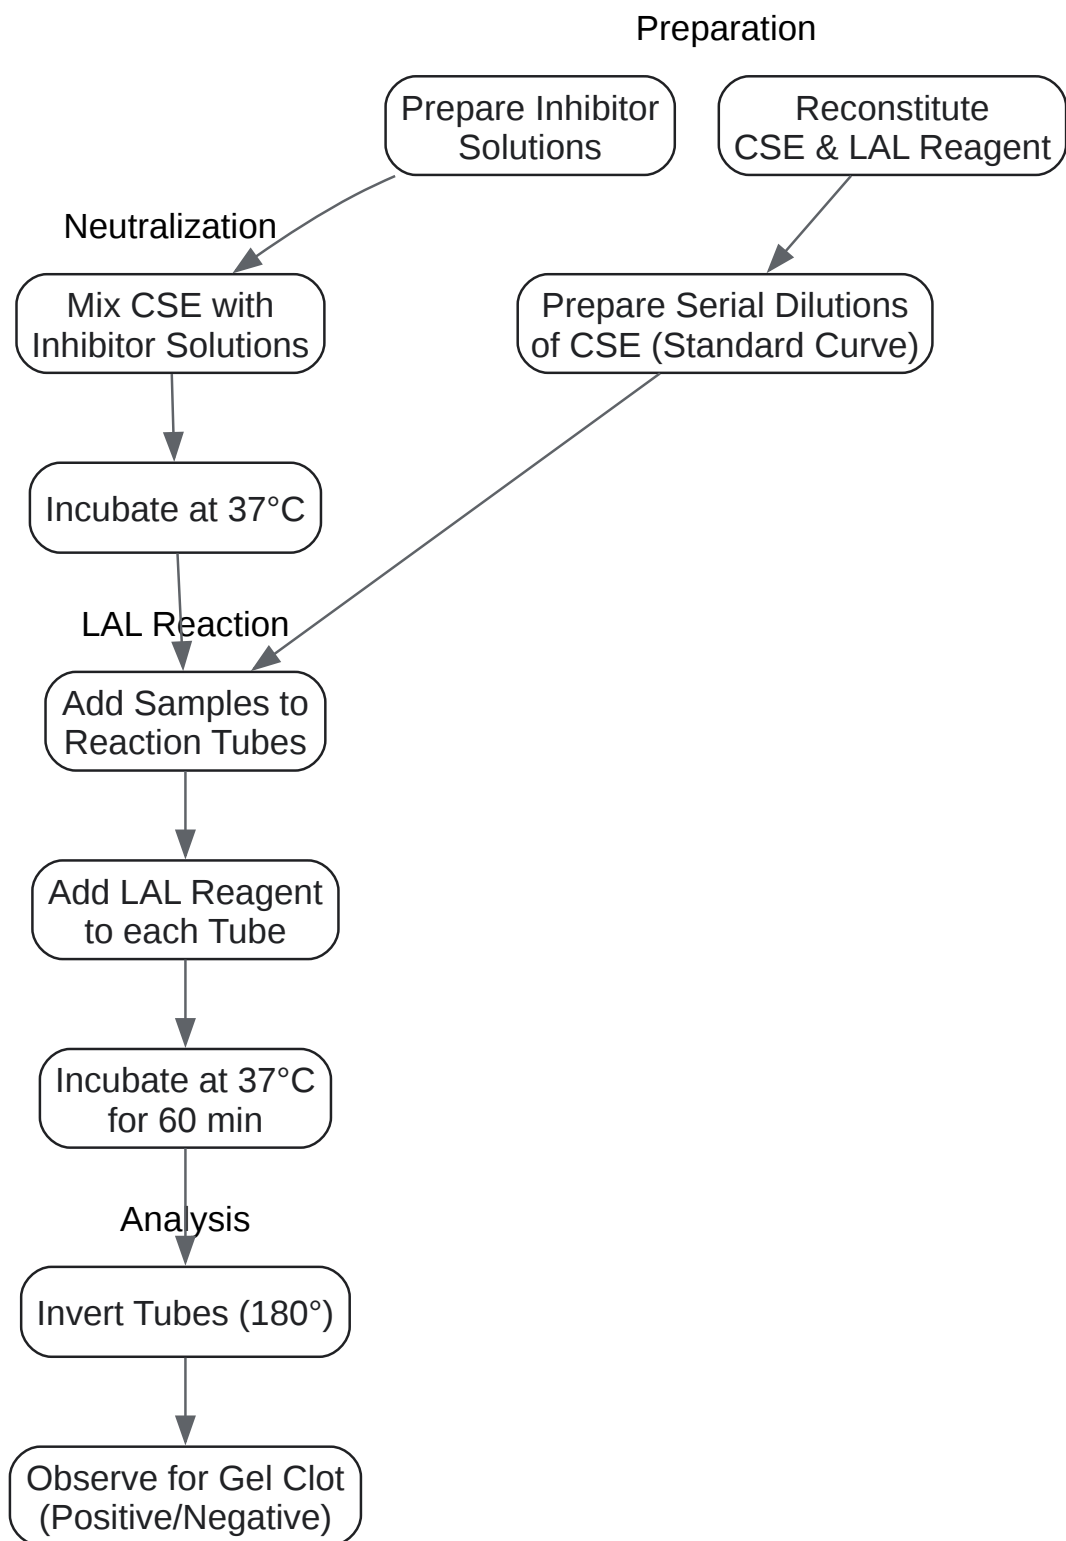 Preparation
Prepare Inhibitor
Solutions
Reconstitute
CSE & LAL Reagent
Neutralization
Mix CSE with
Inhibitor Solutions
Prepare Serial Dilutions
of CSE (Standard Curve)
Incubate at 37°C
LAL Reaction
Add Samples to
Reaction Tubes
Add LAL Reagent
to each Tube
Incubate at 37°C
for 60 min
Analysis
Invert Tubes (180°)
Observe for Gel Clot
(Positive/Negative)